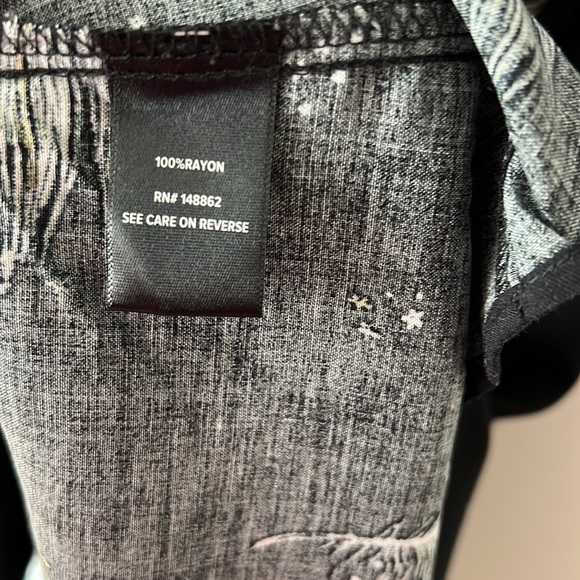 100%RAYON
RN# 148862
SEE CARE ON REVERSE